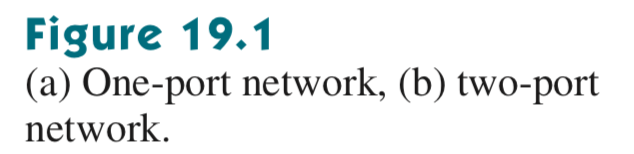 Figure 19.1
(a) One-port network, (b) two-port
network.